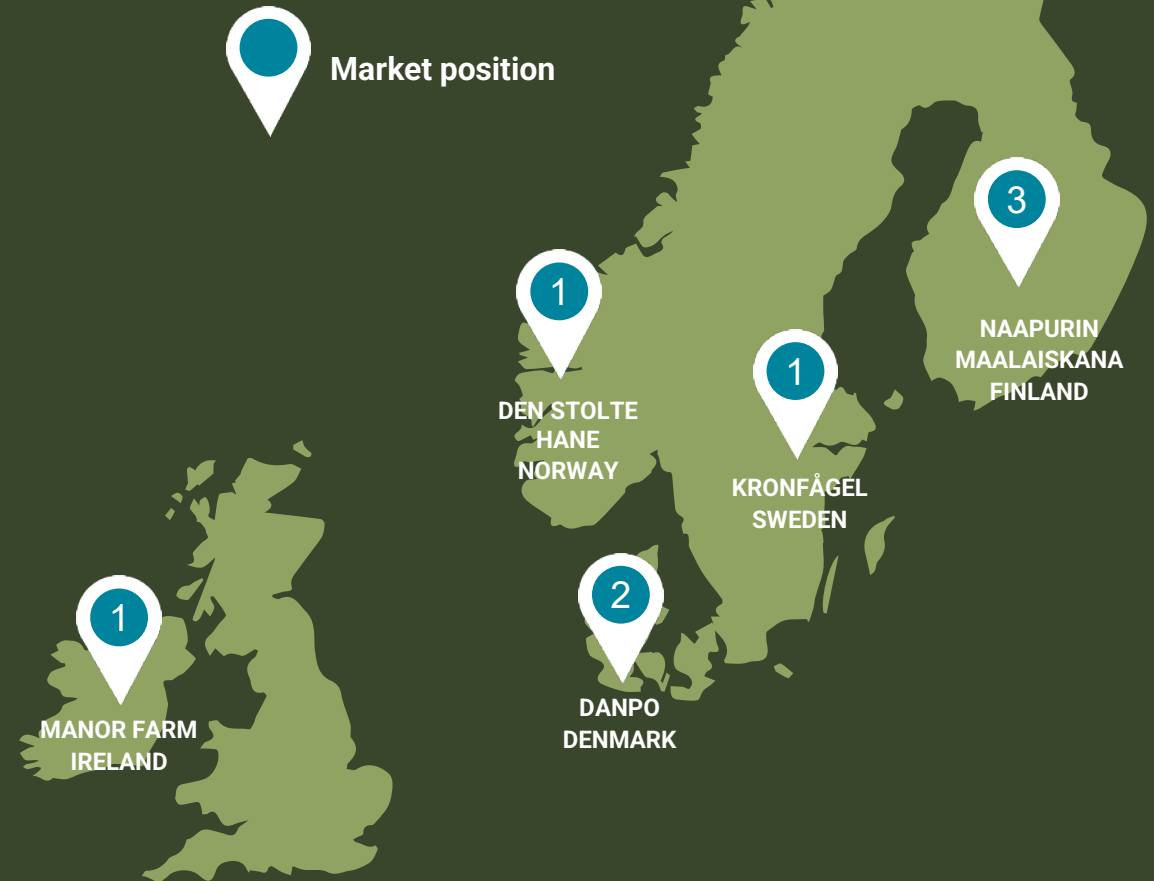 Market position
3
NAAPURIN
MAALAISKANA
FINLAND
1
DEN STOLTE
HANE
NORWAY
1
KRONFÅGEL
SWEDEN
2
DANPO
DENMARK
1
MANOR FARM
IRELAND